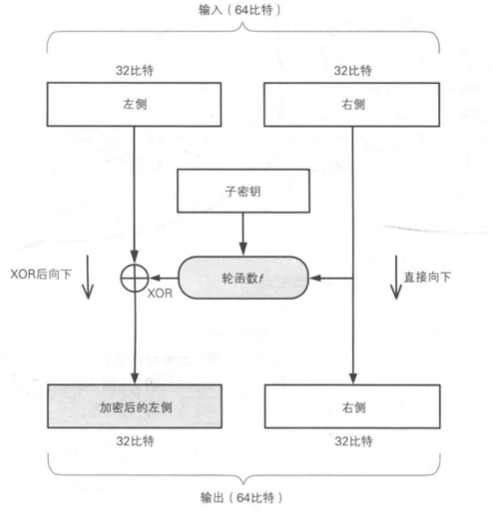 输入(64比特)
32比特 32比特
左侧 右侧
子密钥
XOR后向下 轮函数f 直接向下
XOR
加密后的左侧 右侧
32比特 32比特
输出(64比特)